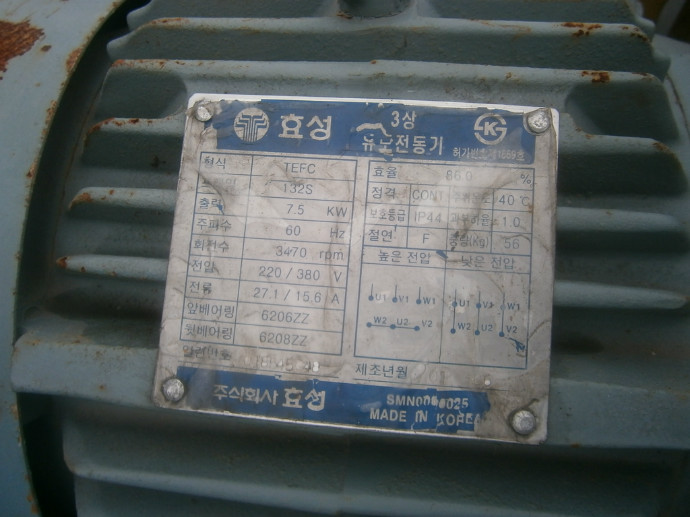 효성 3상
유도전동기
형식 TEFC
132S
출력 7.5 KW
주파수 60 Hz
회전수 3470 rpm
전압 220 / 380 V
전류 27.1 / 15.6 A
앞베어링 6206ZZ
뒷베어링 6208ZZ
효율 86.0 %
정격 CONT 40℃
보호등급 IP44 1.0
절연 F 중량(Kg) 56
높은 전압 낮은 전압
U1 V1 W1 U1 V1 W1
W2 U2 V2 W2 U2 V2
제조년월
주식회사 효성
MADE IN KOREA